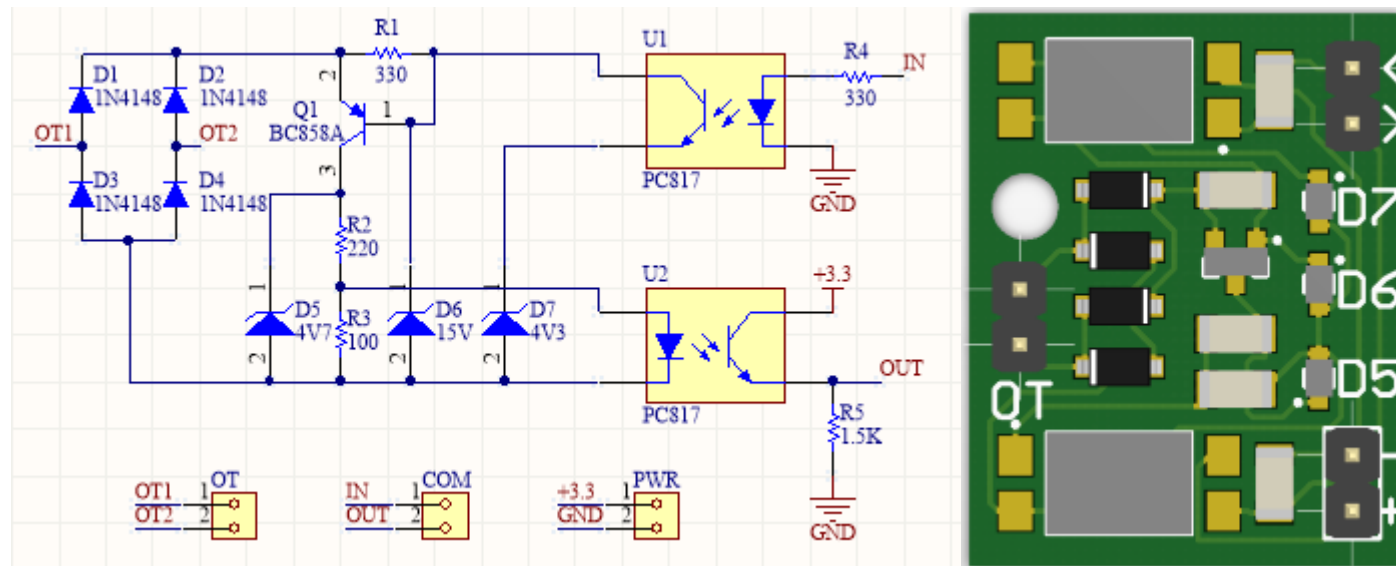 R1
330
D1
1N4148
D2
1N4148
Q1
BC858A
2
1
3
OT1
OT2
D3
1N4148
D4
1N4148
U1
PC817
R4
330
IN
GND
R2
220
R3
100
1
D5
4V7
2
D6
15V
2
1
D7
4V3
2
U2
PC817
+3.3
OUT
R5
1.5K
GND
OT
OT1 1
OT2 2
COM
IN 1
OUT 2
PWR
+3.3 1
GND 2
D7
D6
D5
OT
+